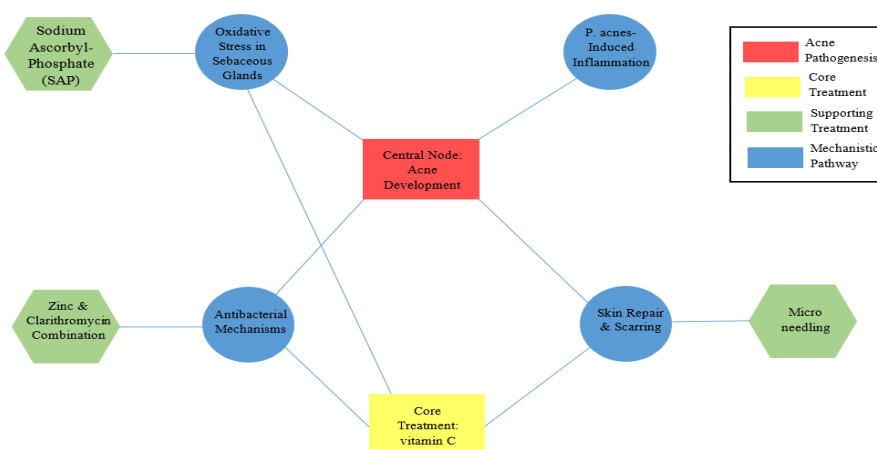 Sodium
Ascorbyl-
Phosphate
(SAP)
Oxidative
Stress in
Sebaceous
Glands
P. acnes-
Induced
Inflammation
Central Node:
Acne
Development
Zinc &
Clarithromycin
Combination
Antibacterial
Mechanisms
Skin Repair
& Scarring
Micro
needling
Core
Treatment:
vitamin C
Acne
Pathogenesis
Core
Treatment
Supporting
Treatment
Mechanistic
Pathway